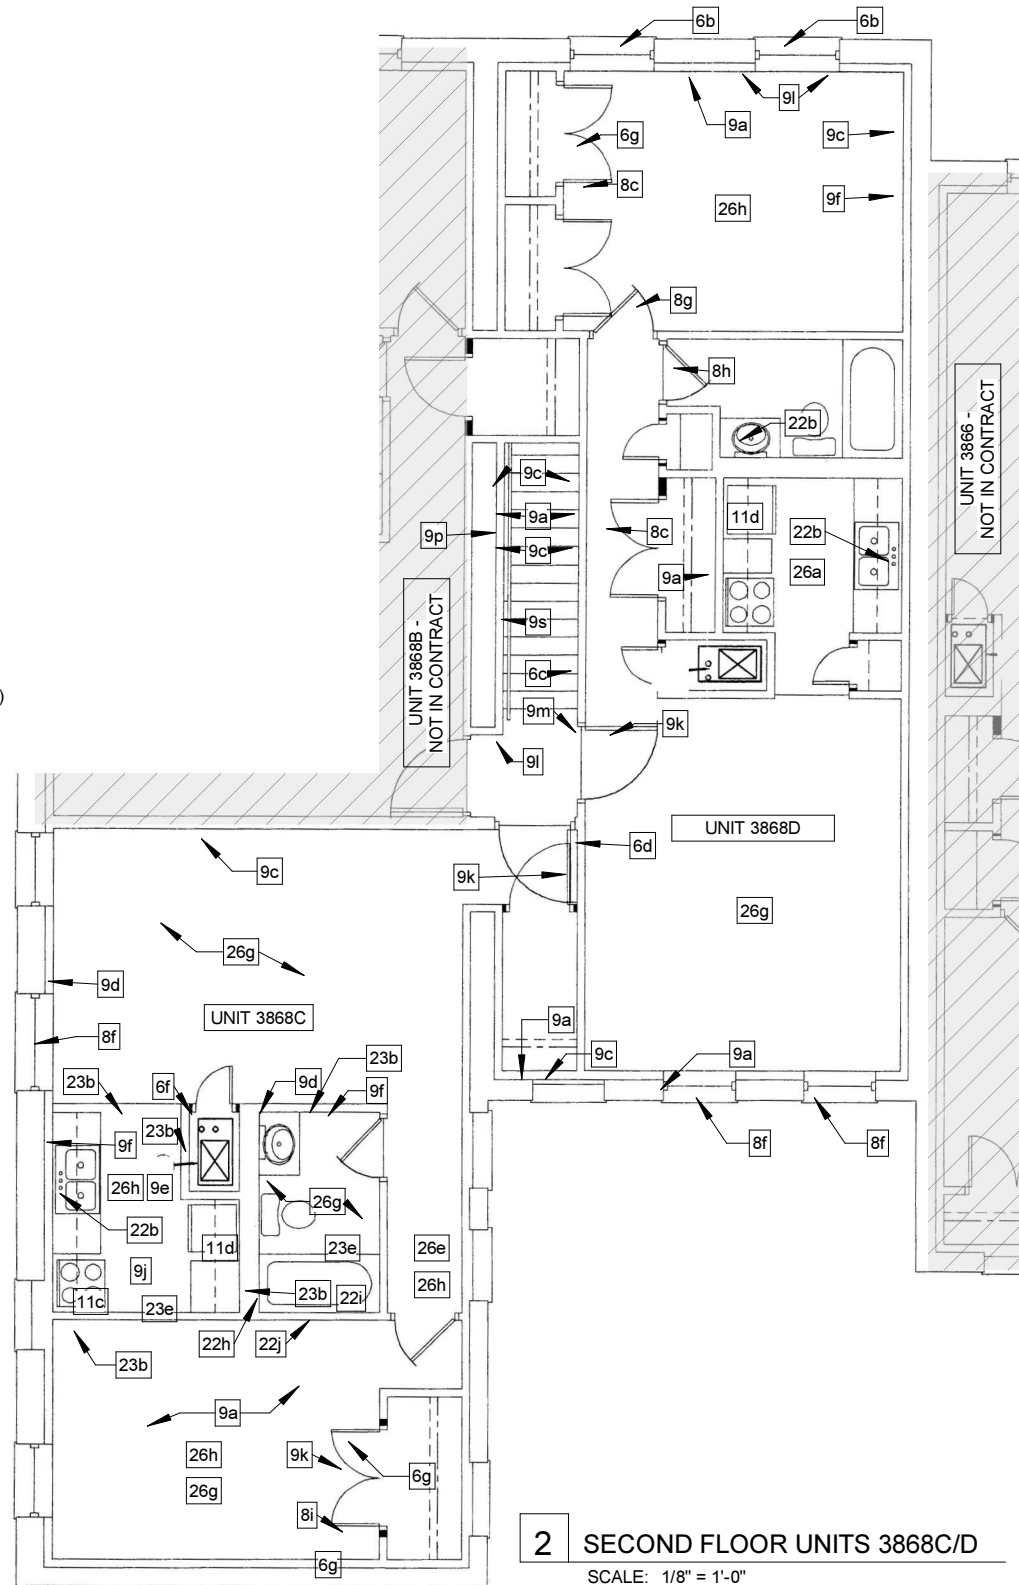 6b
6b
9l
9a
9c
6g
8c
9f
26h
8g
8h
22b
UNIT 3866 -
NOT IN CONTRACT
9c
11d
9a
9p
8c
22b
9c
9a
26a
UNIT 3868B -
NOT IN CONTRACT
9s
6c
)
9m
9k
9l
UNIT 3868D
6d
9c
9k
26g
26g
9d
UNIT 3868C
9a
8f
9c
9a
23b
23b
6f
9d
9f
23b
9f
8f
8f
26h
9e
26g
22b
11d
23e
26e
9j
26h
11c
23e
23b
22i
22h
22j
23b
9a
26h
9k
6g
26g
8i
6g
2
SECOND FLOOR UNITS 3868C/D
SCALE: 1/8" = 1'-0"